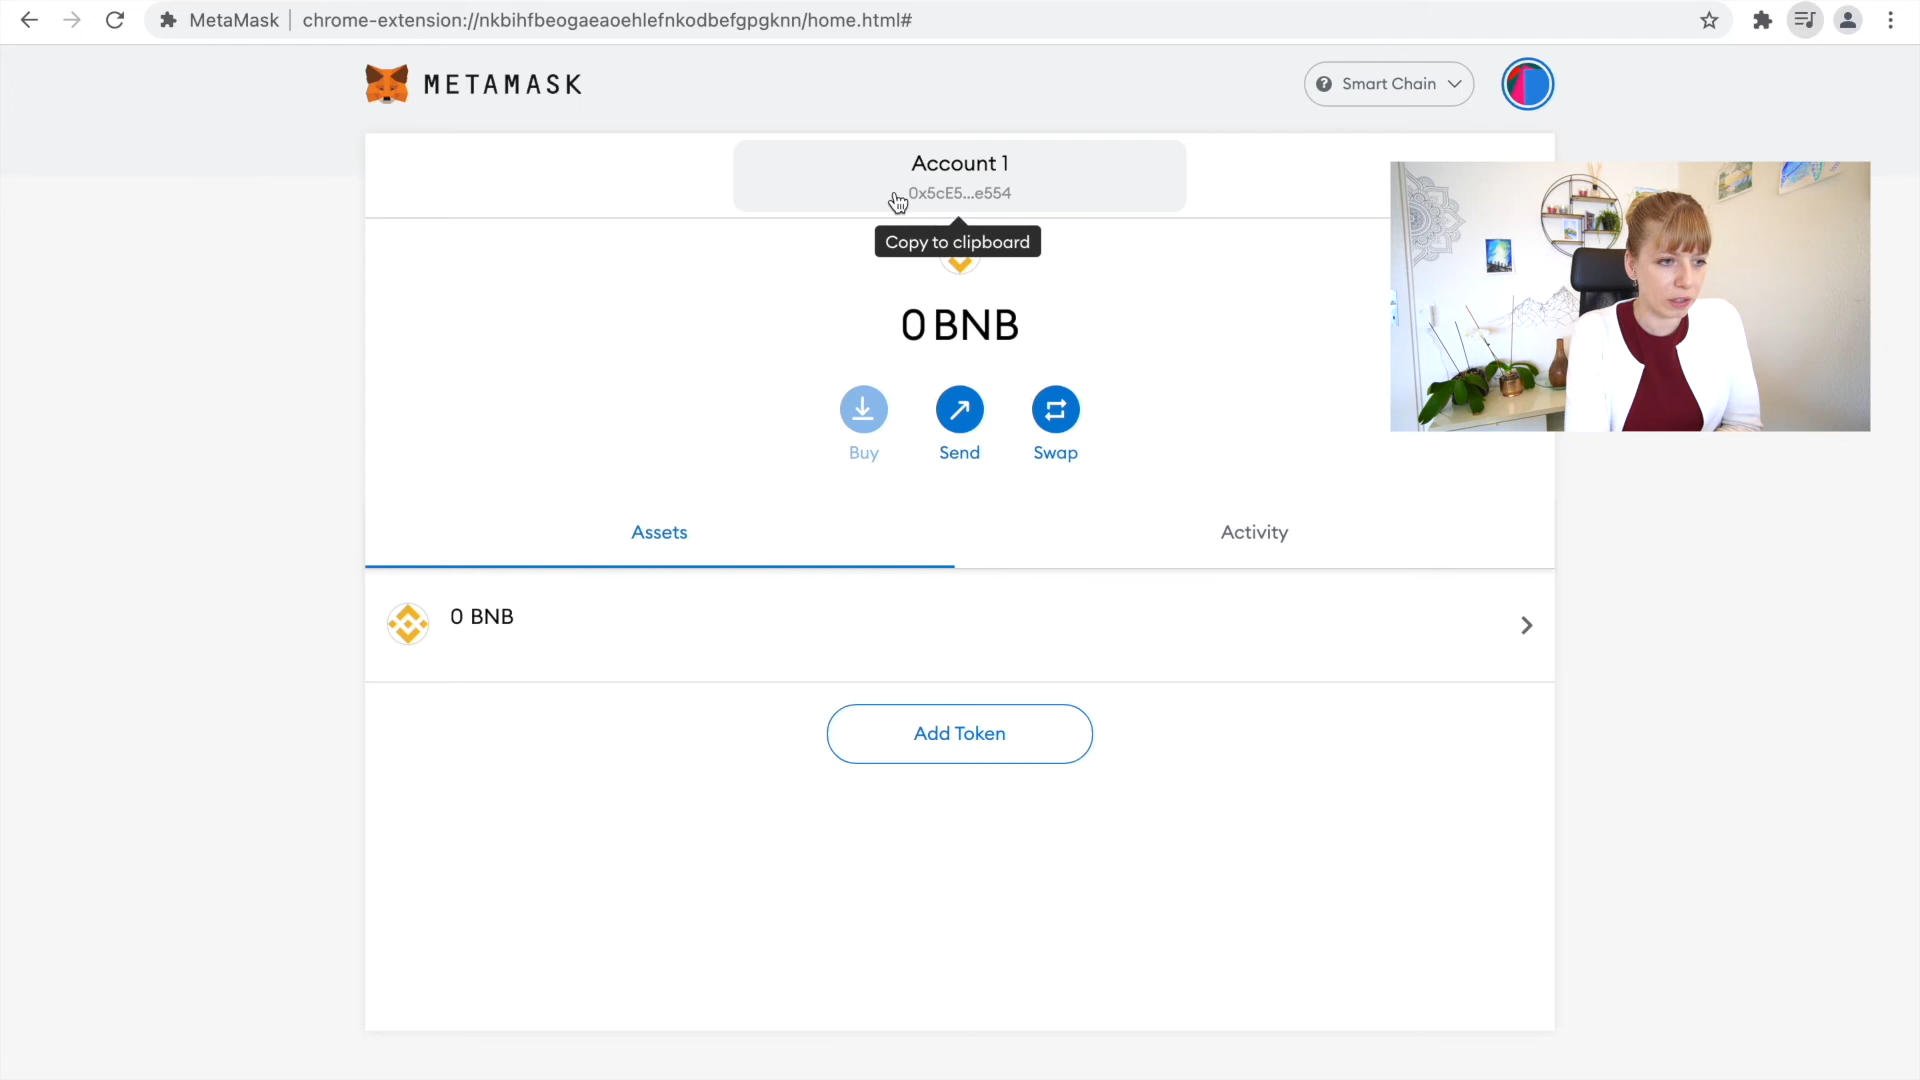 MetaMask | chrome-extension://nkbihfbeogaeaoehlefnkodbefgpgknn/home.html#
METAMASK
Smart Chain
Account 1
0x5cE5...e554
Copy to clipboard
0 BNB
Buy
Send
Swap
Assets
Activity
0 BNB
Add Token